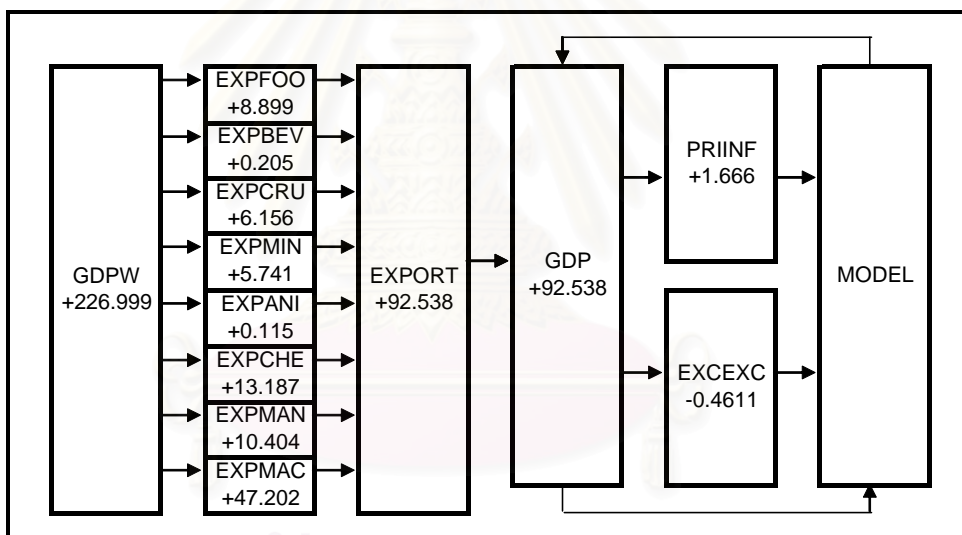 GDPW
+226.999
EXPFOO
+8.899
EXPBEV
+0.205
EXPCRU
+6.156
EXPMIN
+5.741
EXPANI
+0.115
EXPCHE
+13.187
EXPMAN
+10.404
EXPMAC
+47.202
EXPORT
+92.538
GDP
+92.538
PRIINF
+1.666
EXCEXC
-0.4611
MODEL